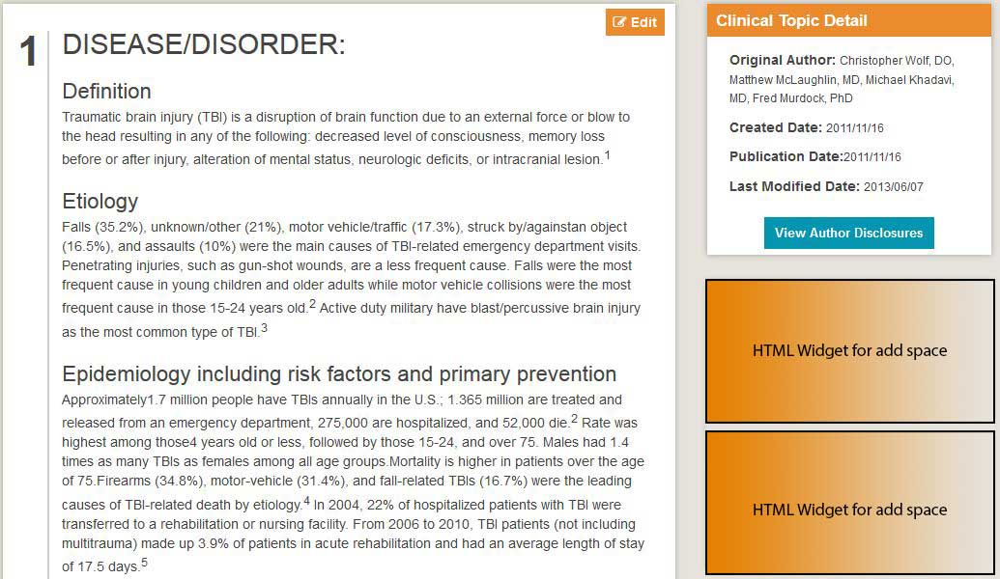 Edit
1
DISEASE/DISORDER:
Definition
Traumatic brain injury (TBI) is a disruption of brain function due to an external force or blow to
the head resulting in any of the following: decreased level of consciousness, memory loss
before or after injury, alteration of mental status, neurologic deficits, or intracranial lesion.1
Etiology
Falls (35.2%), unknown/other (21%), motor vehicle/traffic (17.3%), struck by/againstan object
(16.5%), and assaults (10%) were the main causes of TBI-related emergency department visits.
Penetrating injuries, such as gun-shot wounds, are a less frequent cause. Falls were the most
frequent cause in young children and older adults while motor vehicle collisions were the most
frequent cause in those 15-24 years old.2 Active duty military have blast/percussive brain injury
as the most common type of TBI.3
Epidemiology including risk factors and primary prevention
Approximately1.7 million people have TBIs annually in the U.S.; 1.365 million are treated and
released from an emergency department, 275,000 are hospitalized, and 52,000 die.2 Rate was
highest among those4 years old or less, followed by those 15-24, and over 75. Males had 1.4
times as many TBIs as females among all age groups.Mortality is higher in patients over the age
of 75.Firearms (34.8%), motor-vehicle (31.4%), and fall-related TBIs (16.7%) were the leading
causes of TBI-related death by etiology.4 In 2004, 22% of hospitalized patients with TBI were
transferred to a rehabilitation or nursing facility. From 2006 to 2010, TBI patients (not including
multitrauma) made up 3.9% of patients in acute rehabilitation and had an average length of stay
of 17.5 days.5
Clinical Topic Detail
Original Author: Christopher Wolf, DO,
Matthew McLaughlin, MD, Michael Khadavi,
MD, Fred Murdock, PhD
Created Date: 2011/11/16
Publication Date:2011/11/16
Last Modified Date: 2013/06/07
View Author Disclosures
HTML Widget for add space
HTML Widget for add space